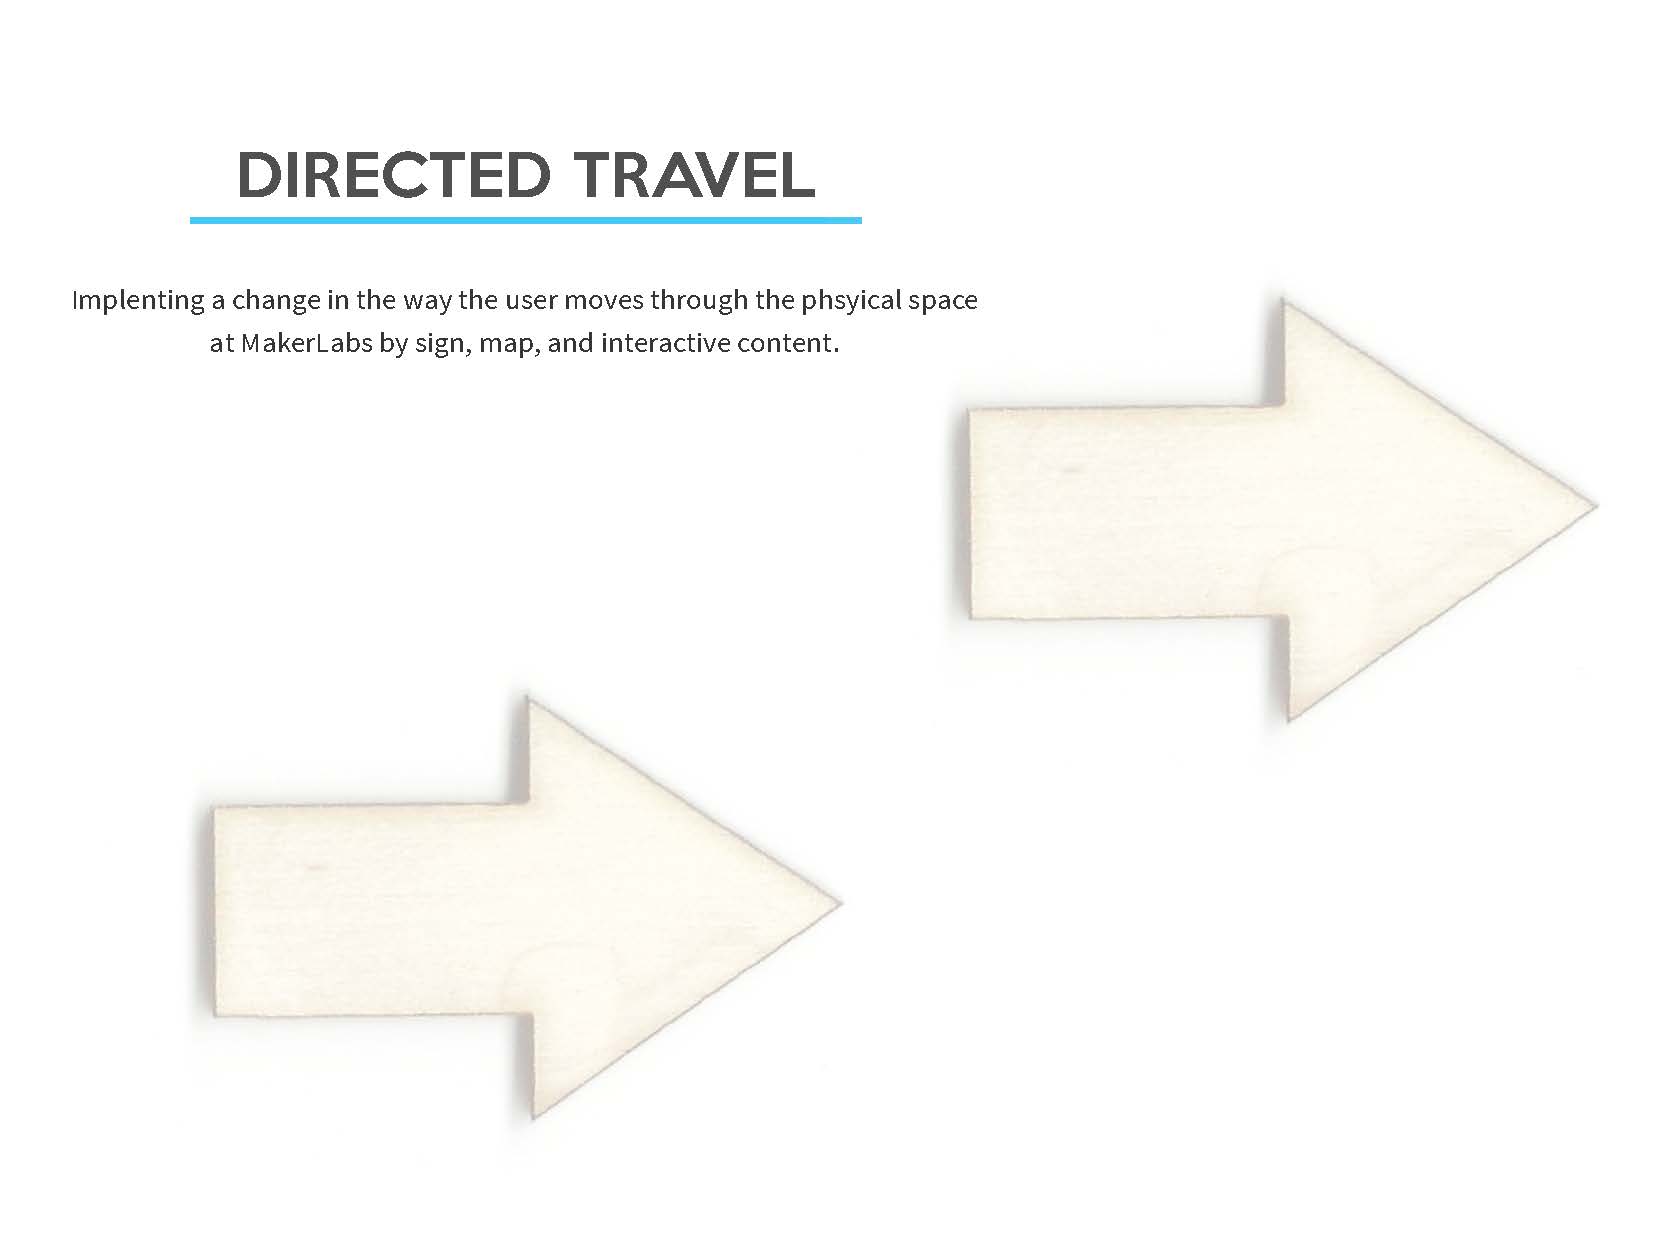 DIRECTED TRAVEL
Implenting a change in the way the user moves through the phsyical space
at MakerLabs by sign, map, and interactive content.